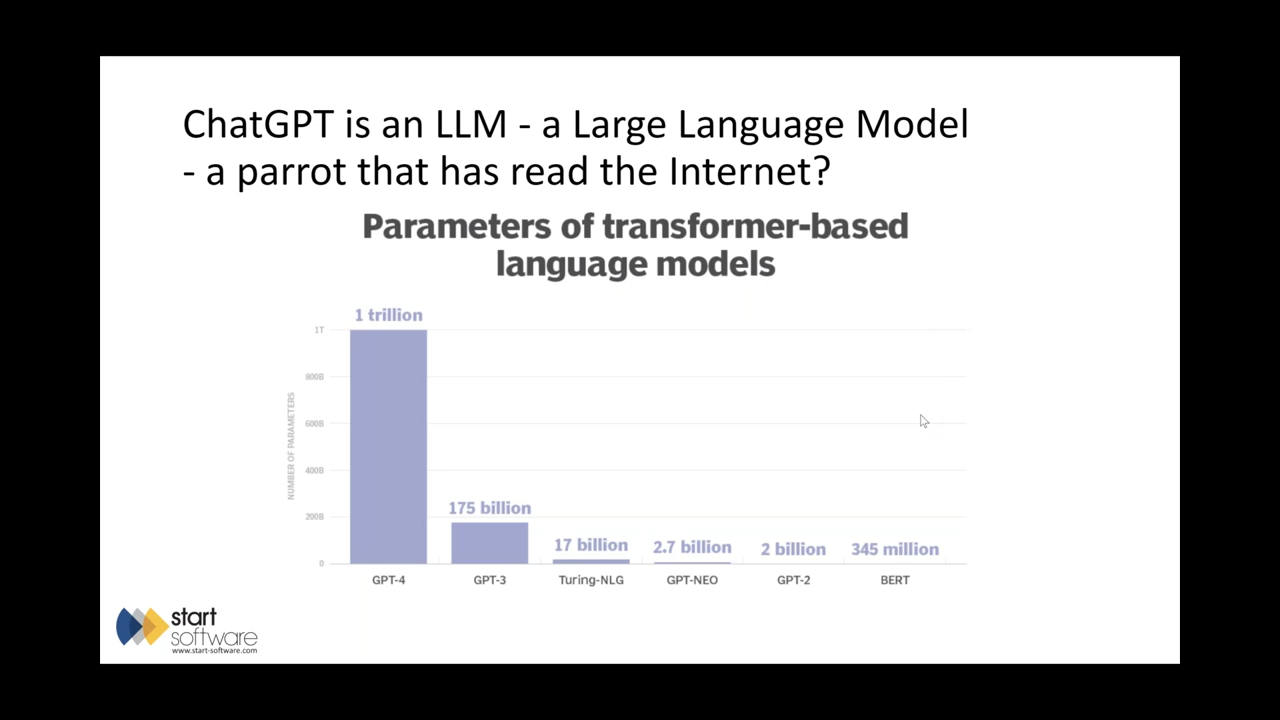 ChatGPT is an LLM - a Large Language Model
- a parrot that has read the Internet?
Parameters of transformer-based
language models
1 trillion
1T
800B
600B
400B
200B
0
NUMBER OF PARAMETERS
175 billion
17 billion
2.7 billion
2 billion
345 million
GPT-4
GPT-3
Turing-NLG
GPT-NEO
GPT-2
BERT
start
software
www.start-software.com